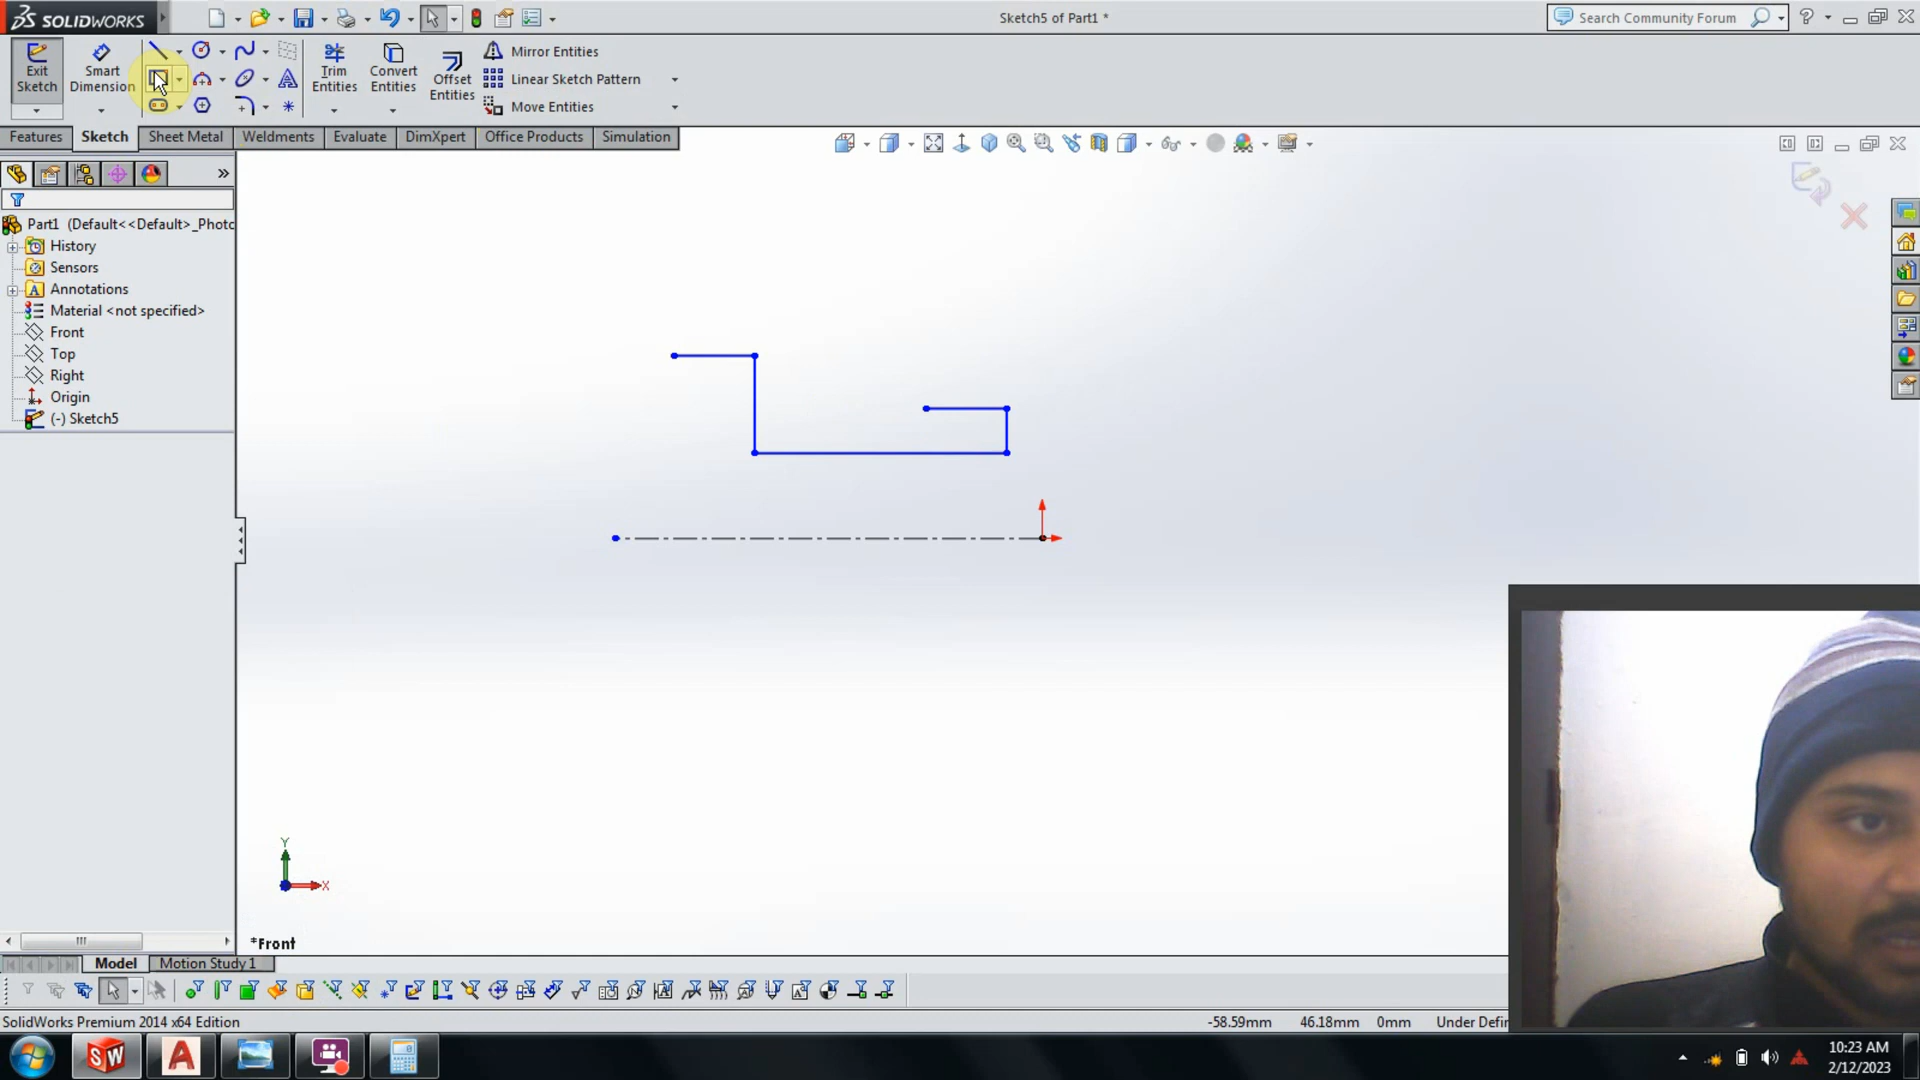 SOLIDWORKS
Sketch5 of Part1 *
Search Community Forum
Exit Sketch
Smart Dimension
Trim Entities
Convert Entities
Offset Entities
Mirror Entities
Linear Sketch Pattern
Move Entities
Features
Sketch
Sheet Metal
Weldments
Evaluate
DimXpert
Office Products
Simulation
Part1 (Default<<Default>_Photo
History
Sensors
Annotations
Material <not specified>
Front
Top
Right
Origin
(-) Sketch5
Y
X
*Front
Model
Motion Study 1
SolidWorks Premium 2014 x64 Edition
-58.59mm
46.18mm
0mm
Under Defin
10:23 AM
2/12/2023